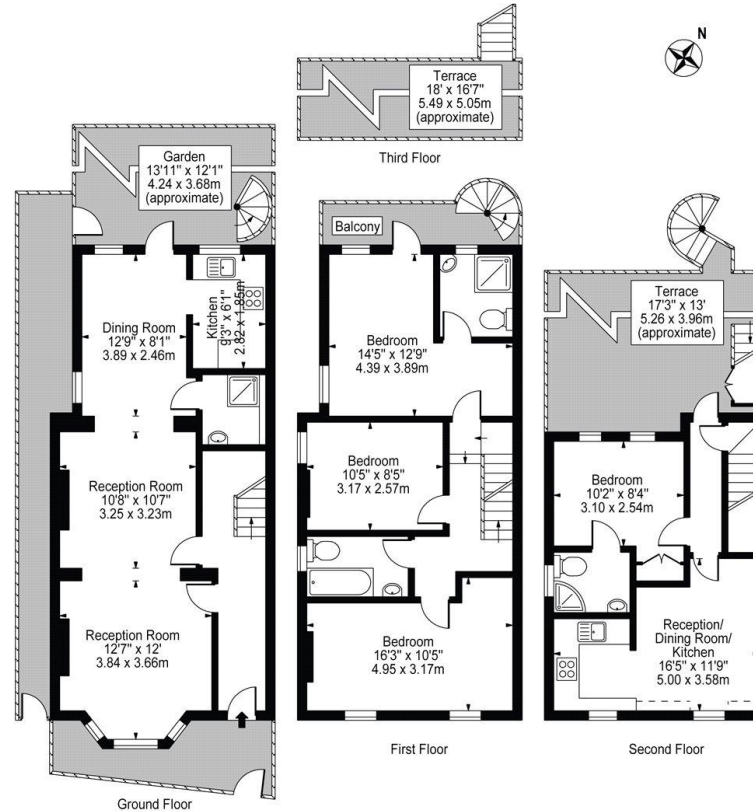 N
Terrace
18' x 16'7"
5.49 x 5.05m
(approximate)
Third Floor
Garden
13'11" x 12'1"
4.24 x 3.68m
(approximate)
Dining Room
12'9" x 8'1"
3.89 x 2.46m
Kitchen
9'3" x 6'1"
2.82 x 1.85m
Reception Room
10'8" x 10'7"
3.25 x 3.23m
Reception Room
12'7" x 12'
3.84 x 3.66m
Ground Floor
Balcony
Bedroom
14'5" x 12'9"
4.39 x 3.89m
Bedroom
10'5" x 8'5"
3.17 x 2.57m
Bedroom
16'3" x 10'5"
4.95 x 3.17m
First Floor
Terrace
17'3" x 13'
5.26 x 3.96m
(approximate)
Bedroom
10'2" x 8'4"
3.10 x 2.54m
Reception/
Dining Room/
Kitchen
16'5" x 11'9"
5.00 x 3.58m
Second Floor